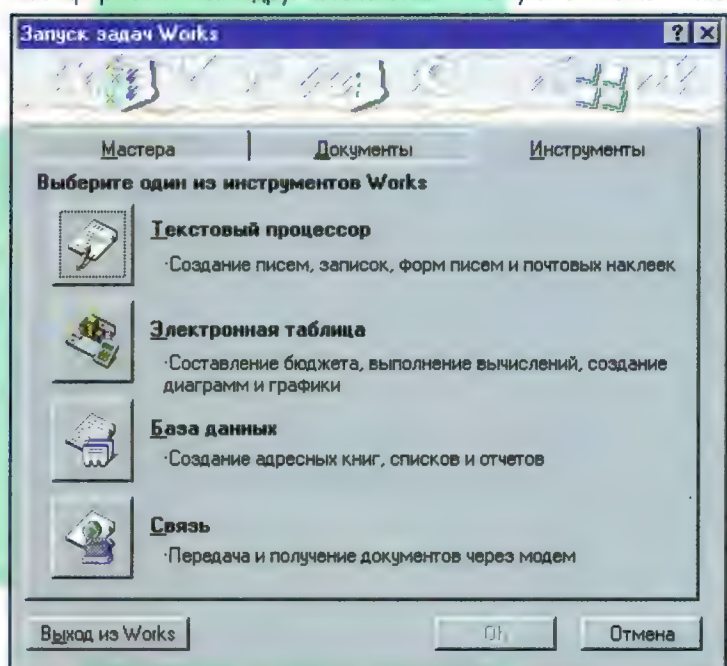 Запуск задач Works
? X
Мастера Документы Инструменты
Выберите один из инструментов Works
Текстовый процессор
·Создание писем, записок, форм писем и почтовых наклеек
Электронная таблица
·Составление бюджета, выполнение вычислений, создание
диаграмм и графики
База данных
·Создание адресных книг, списков и отчетов
Связь
·Передача и получение документов через модем
Выход из Works Отмена